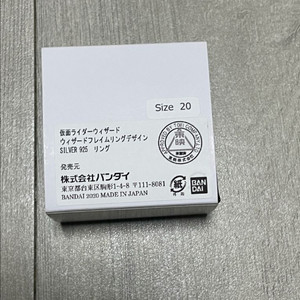 Size 20
仮面ライダーウィザード
ウィザードフレイムリングデザイン
SILVER 925 リング
発売元
株式会社バンダイ
東京都台東区駒形1-4-8 〒111-8081
BANDAI 2020 MADE IN JAPAN
紙
BAN
DAI